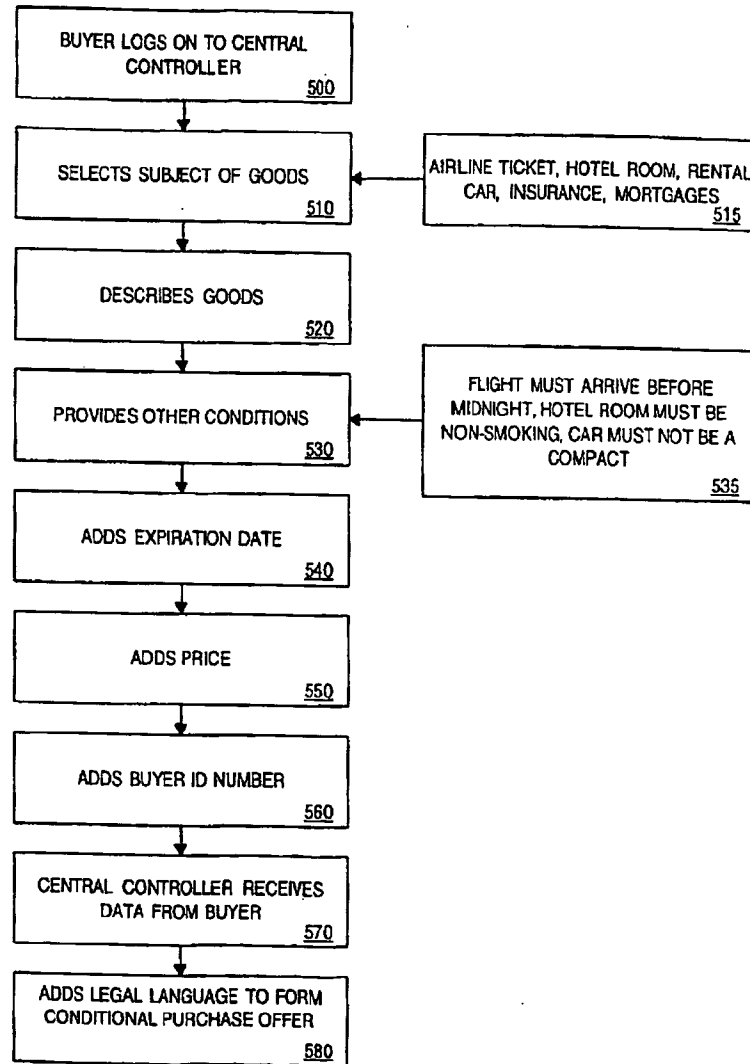 BUYER LOGS ON TO CENTRAL
CONTROLLER
500
SELECTS SUBJECT OF GOODS
510
AIRLINE TICKET, HOTEL ROOM, RENTAL
CAR, INSURANCE, MORTGAGES
515
DESCRIBES GOODS
520
PROVIDES OTHER CONDITIONS
530
FLIGHT MUST ARRIVE BEFORE
MIDNIGHT, HOTEL ROOM MUST BE
NON-SMOKING, CAR MUST NOT BE A
COMPACT
535
ADDS EXPIRATION DATE
540
ADDS PRICE
550
ADDS BUYER ID NUMBER
560
CENTRAL CONTROLLER RECEIVES
DATA FROM BUYER
570
ADDS LEGAL LANGUAGE TO FORM
CONDITIONAL PURCHASE OFFER
580